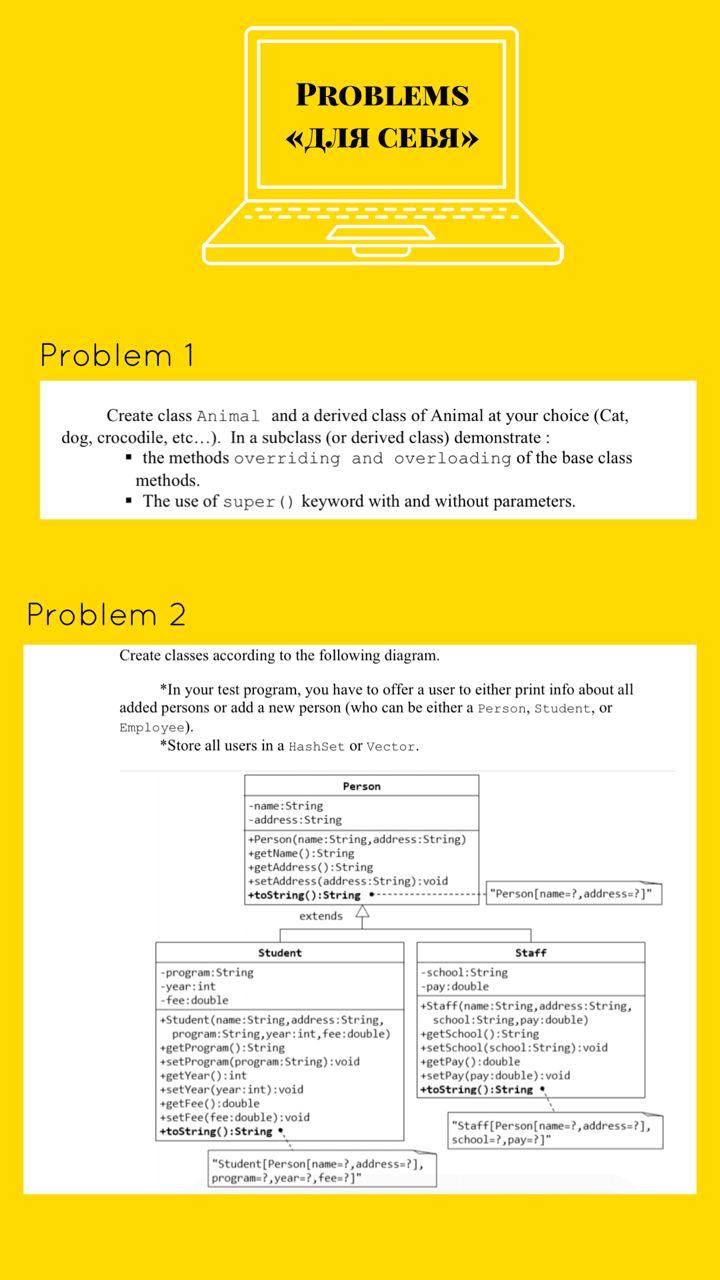 PROBLEMS
«ДЛЯ СЕБЯ»
Problem 1
Create class Animal and a derived class of Animal at your choice (Cat,
dog, crocodile, etc…). In a subclass (or derived class) demonstrate :
▪ the methods overriding and overloading of the base class
methods.
▪ The use of super() keyword with and without parameters.
Problem 2
Create classes according to the following diagram.
*In your test program, you have to offer a user to either print info about all
added persons or add a new person (who can be either a Person, Student, or
Employee).
*Store all users in a HashSet or Vector.
Person
-name:String
-address:String
+Person(name:String,address:String)
+getName():String
+getAddress():String
+setAddress(address:String):void
+toString():String
"Person[name=?,address=?]"
extends
Student
-program:String
-year:int
-fee:double
+Student(name:String,address:String,
program:String,year:int,fee:double)
+getProgram():String
+setProgram(program:String):void
+getYear():int
+setYear(year:int):void
+getFee():double
+setFee(fee:double):void
+toString():String
"Student[Person[name=?,address=?],
program=?,year=?,fee=?]"
Staff
-school:String
-pay:double
+Staff(name:String,address:String,
school:String,pay:double)
+getSchool():String
+setSchool(school:String):void
+getPay():double
+setPay(pay:double):void
+toString():String
"Staff[Person[name=?,address=?],
school=?,pay=?]"